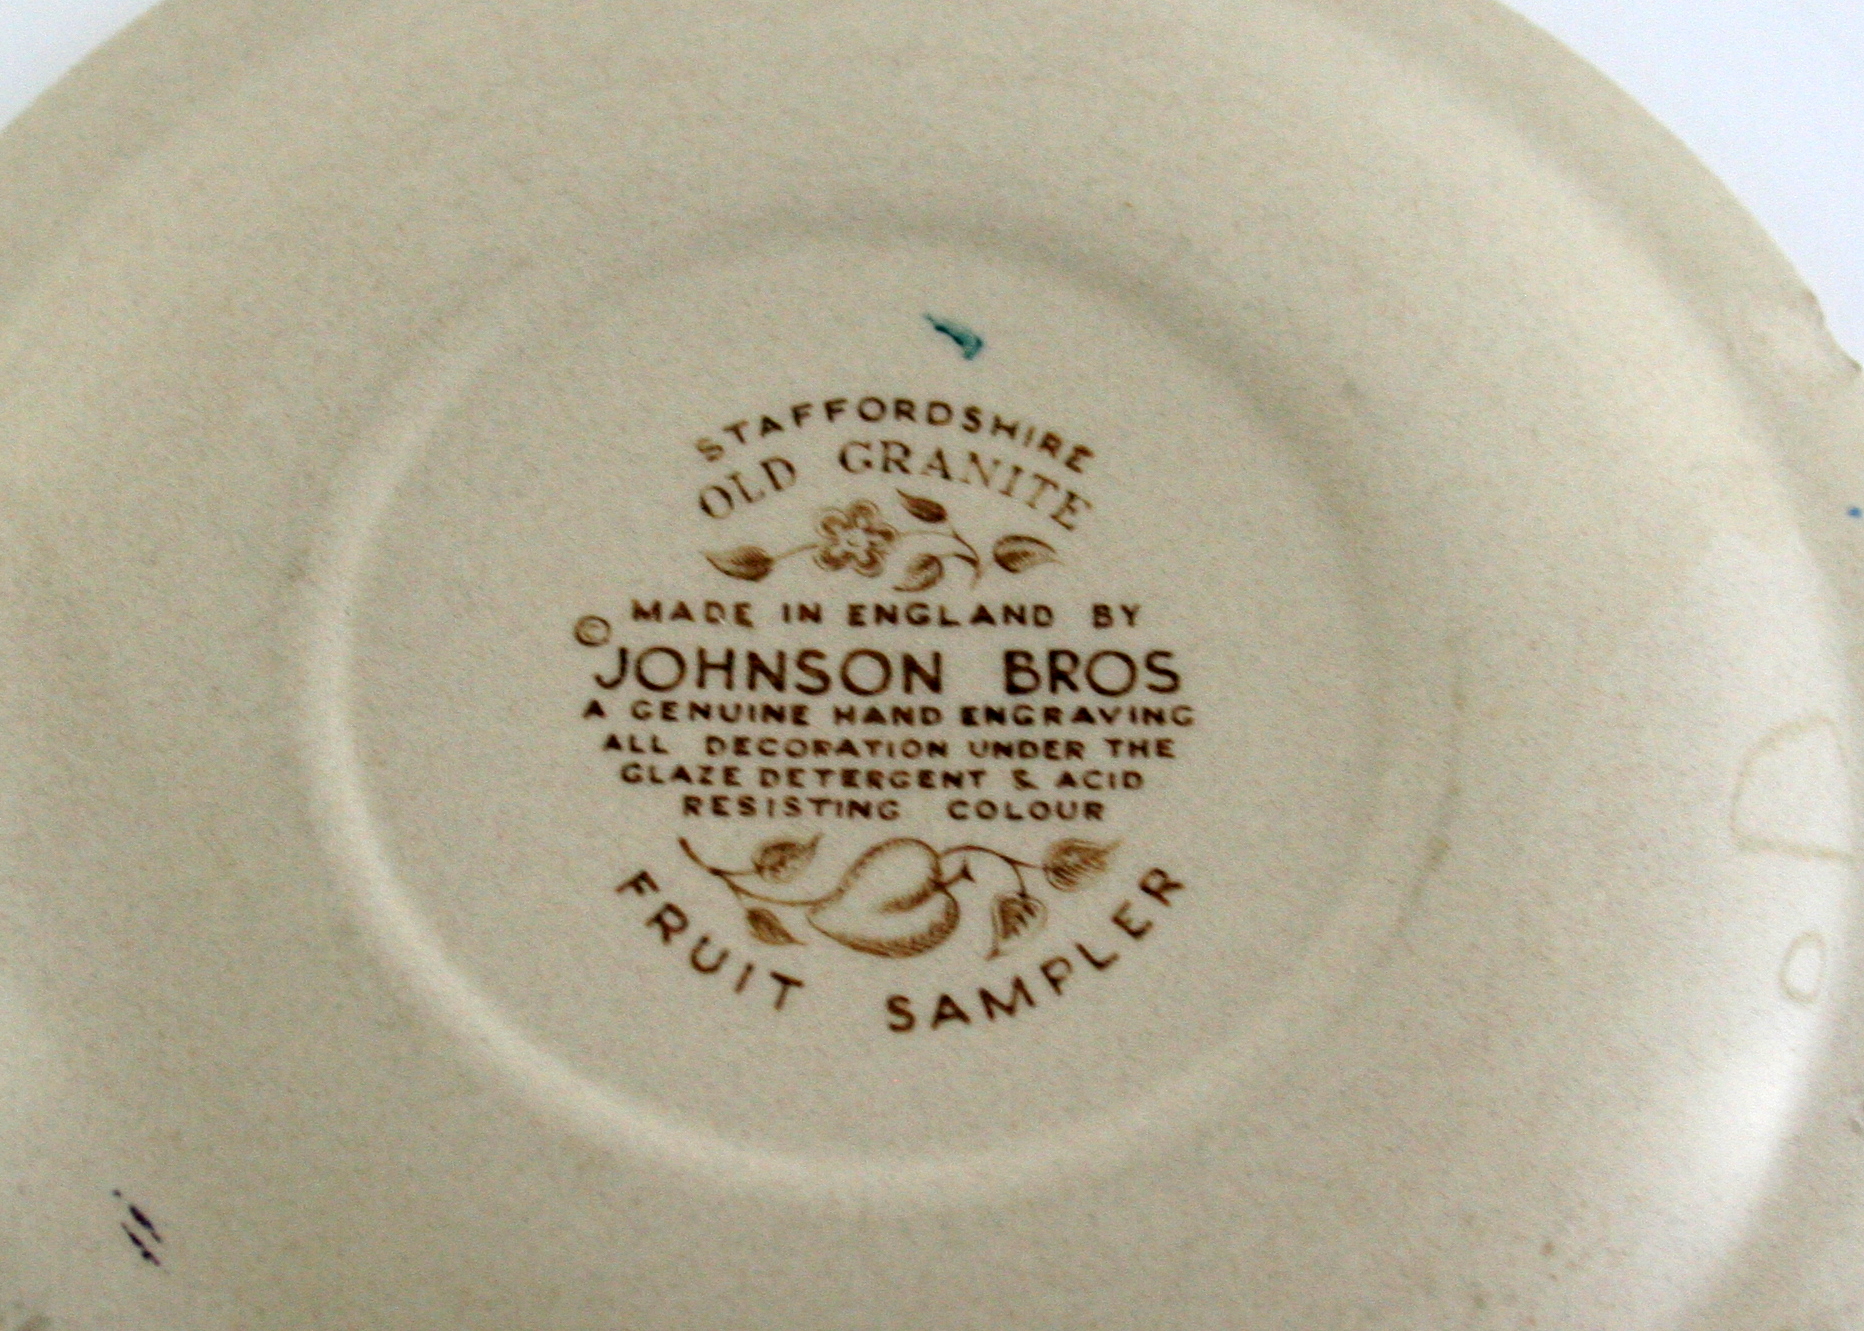 STAFFORDSHIRE
OLD GRANITE
MADE IN ENGLAND BY
© JOHNSON BROS
A GENUINE HAND ENGRAVING
ALL DECORATION UNDER THE
GLAZE DETERGENT & ACID
RESISTING COLOUR
FRUIT SAMPLER